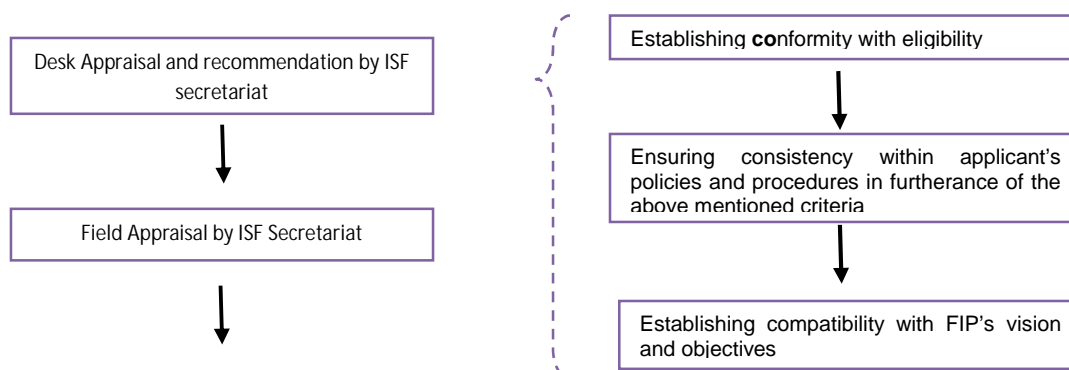 Desk Appraisal and recommendation by ISF
secretariat
Field Appraisal by ISF Secretariat
Establishing conformity with eligibility
Ensuring consistency within applicant's
policies and procedures in furtherance of the
above mentioned criteria
Establishing compatibility with FIP's vision
and objectives